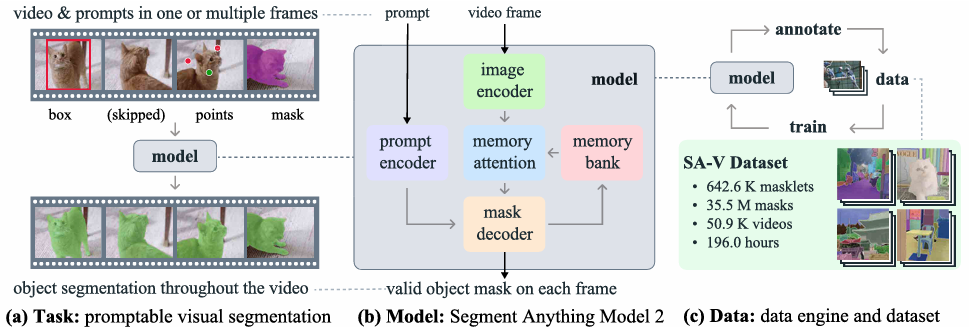 video & prompts in one or multiple frames
box
(skipped)
points
mask
model
object segmentation throughout the video
(a) Task: promptable visual segmentation
prompt
video frame
model
image
encoder
prompt
encoder
memory
attention
memory
bank
mask
decoder
valid object mask on each frame
(b) Model: Segment Anything Model 2
annotate
model
data
train
SA-V Dataset
• 642.6 K masklets
• 35.5 M masks
• 50.9 K videos
• 196.0 hours
VOGUE
(c) Data: data engine and dataset